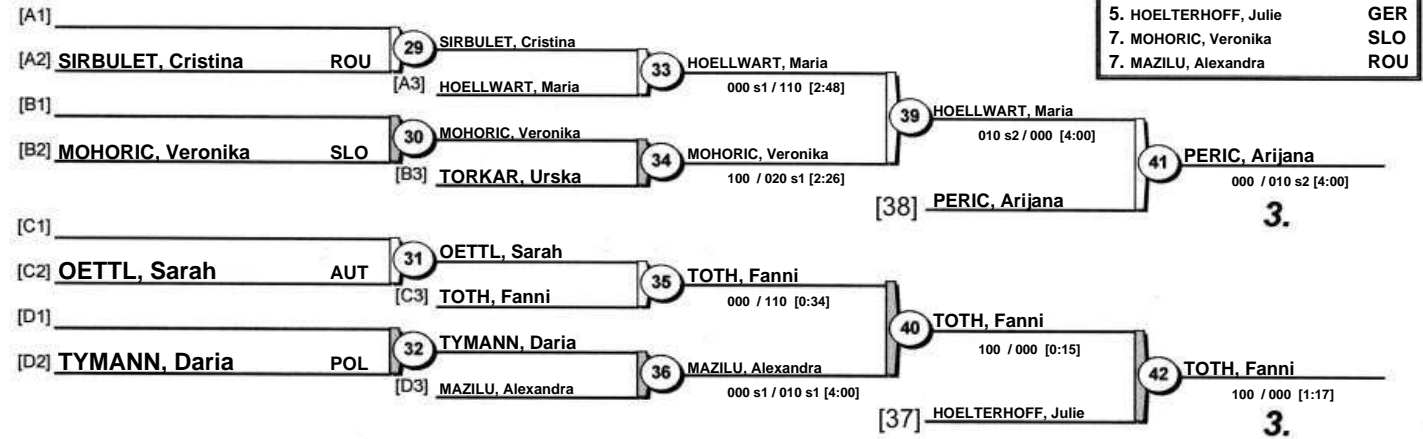 5. HOELTERHOFF, Julie GER
7. MOHORIC, Veronika SLO
7. MAZILU, Alexandra ROU
[A1]
[A2] SIRBULET, Cristina ROU
29
SIRBULET, Cristina
[A3] HOELLWART, Maria
33
HOELLWART, Maria
000 s1 / 110 [2:48]
[B1]
[B2] MOHORIC, Veronika SLO
30
MOHORIC, Veronika
[B3] TORKAR, Urska
34
MOHORIC, Veronika
100 / 020 s1 [2:26]
39
HOELLWART, Maria
010 s2 / 000 [4:00]
[38] PERIC, Arijana
41
PERIC, Arijana
000 / 010 s2 [4:00]
3.
[C1]
[C2] OETTL, Sarah AUT
31
OETTL, Sarah
[C3] TOTH, Fanni
35
TOTH, Fanni
000 / 110 [0:34]
[D1]
[D2] TYMANN, Daria POL
32
TYMANN, Daria
[D3] MAZILU, Alexandra
36
MAZILU, Alexandra
000 s1 / 010 s1 [4:00]
40
TOTH, Fanni
100 / 000 [0:15]
[37] HOELTERHOFF, Julie
42
TOTH, Fanni
100 / 000 [1:17]
3.